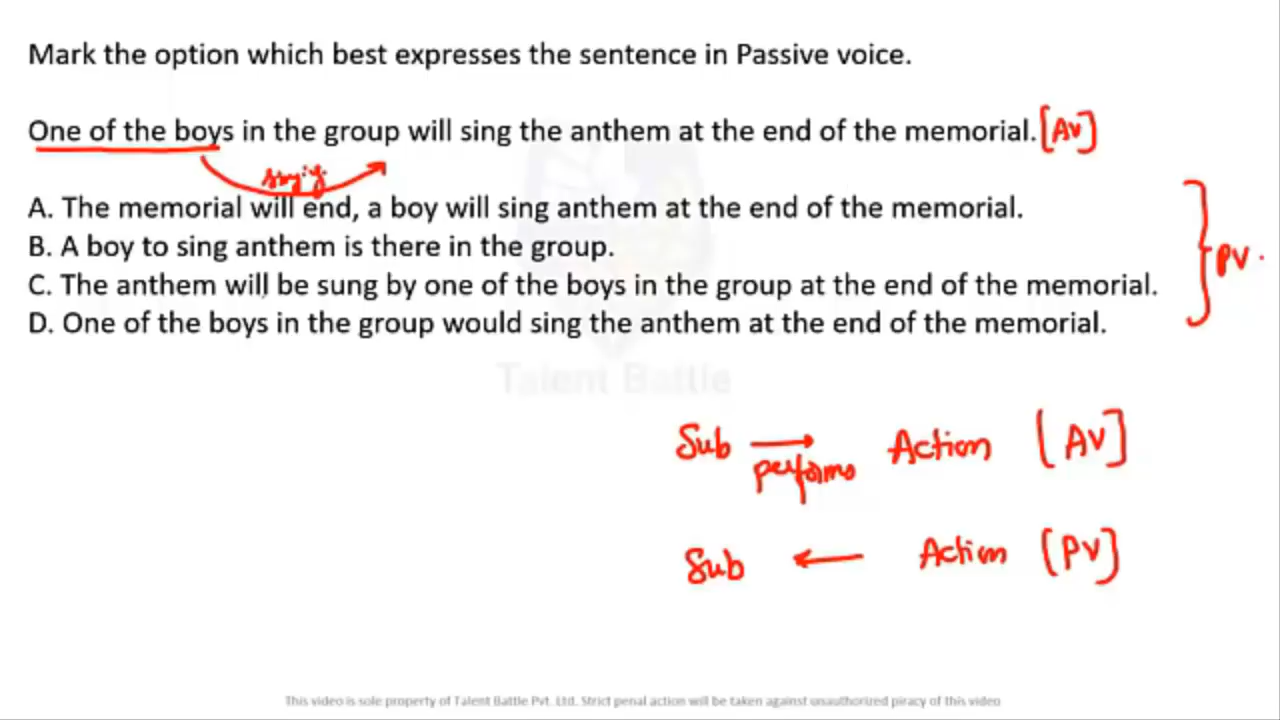 Mark the option which best expresses the sentence in Passive voice.
One of the boys in the group will sing the anthem at the end of the memorial. [AV]
A. The memorial will end, a boy will sing anthem at the end of the memorial.
B. A boy to sing anthem is there in the group.
C. The anthem will be sung by one of the boys in the group at the end of the memorial.
D. One of the boys in the group would sing the anthem at the end of the memorial.
PV.
Talent Battle
Sub → Action [AV]
performs
Sub ← Action [PV]
This video is sole property of Talent Battle Pvt. Ltd. Strict penal action will be taken against unauthorized piracy of this video